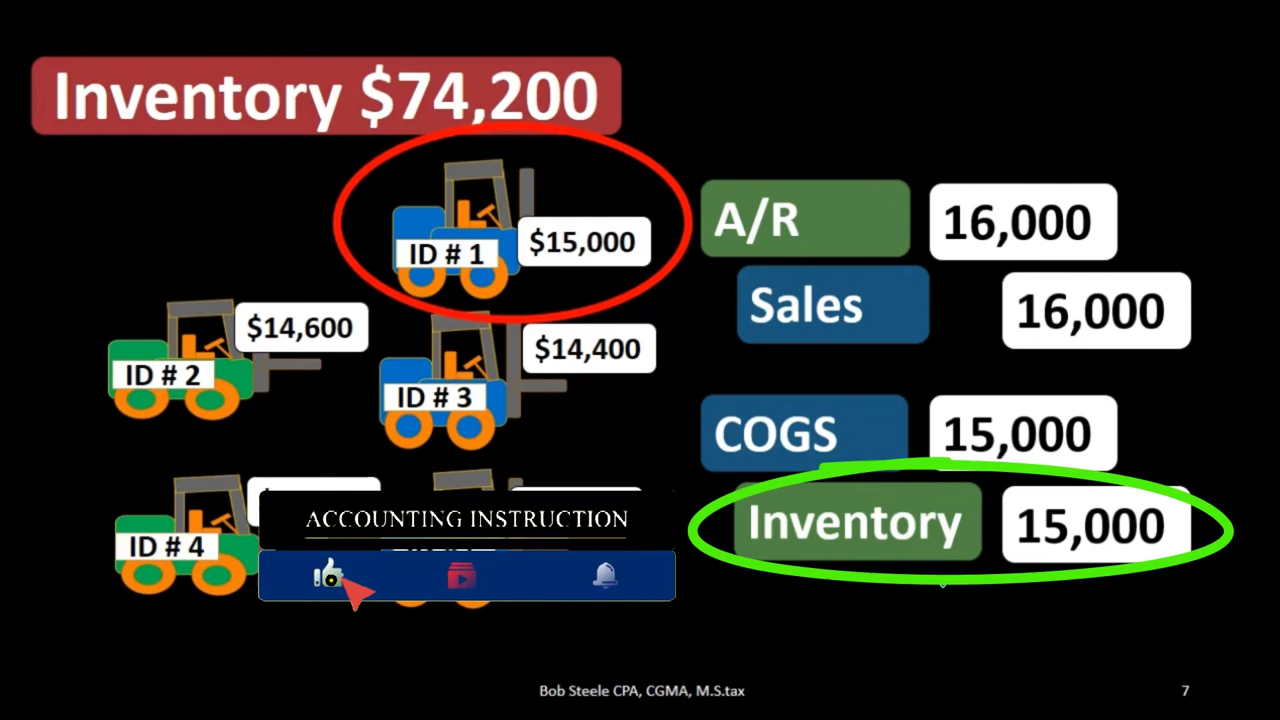 Inventory $74,200
ID # 1
$15,000
A/R
16,000
Sales
16,000
$14,600
ID # 2
$14,400
ID # 3
COGS
15,000
Inventory
15,000
ID # 4
ACCOUNTING INSTRUCTION
Bob Steele CPA, CGMA, M.S.tax
7